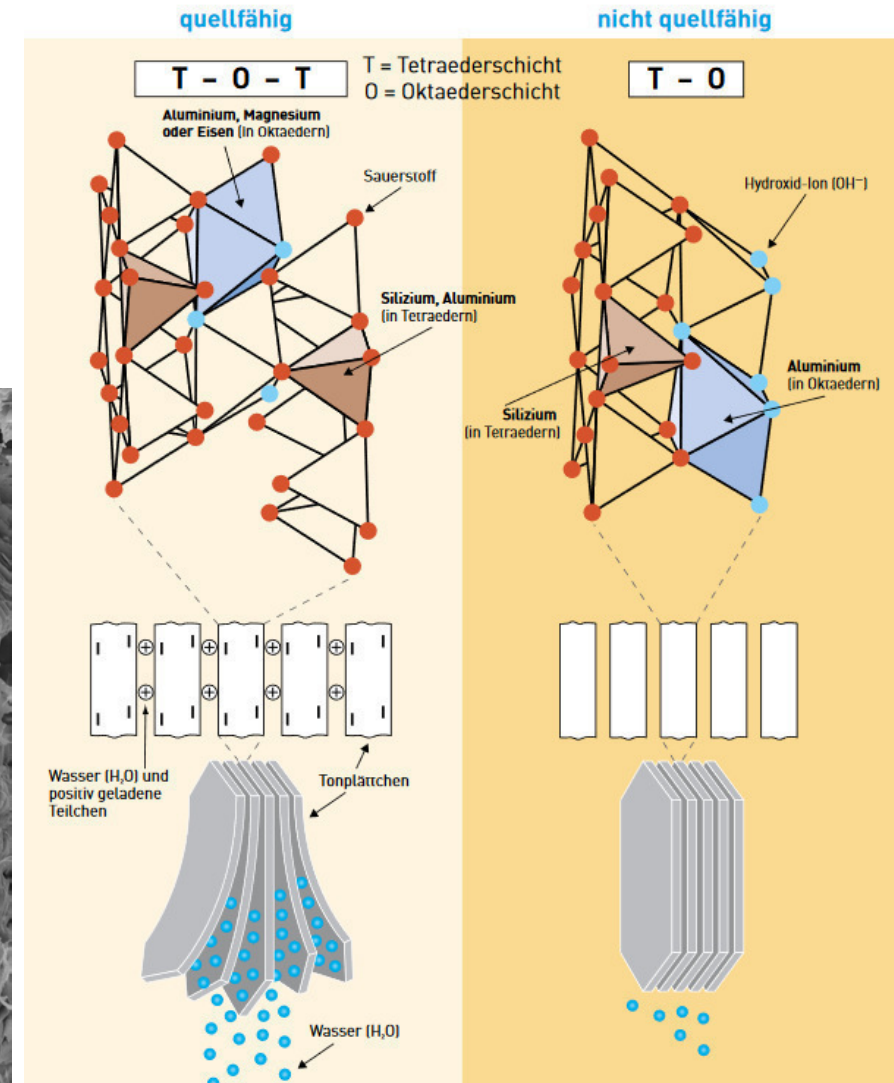 quellfähig
nicht quellfähig
T – O – T
T = Tetraederschicht
O = Oktaederschicht
T – O
Aluminium, Magnesium
oder Eisen (in Oktaedern)
Sauerstoff
Hydroxid-Ion (OH⁻)
Silizium, Aluminium
(in Tetraedern)
Aluminium
(in Oktaedern)
Silizium
(in Tetraedern)
Wasser (H₂O) und
positiv geladene
Teilchen
Tonplättchen
Wasser (H₂O)